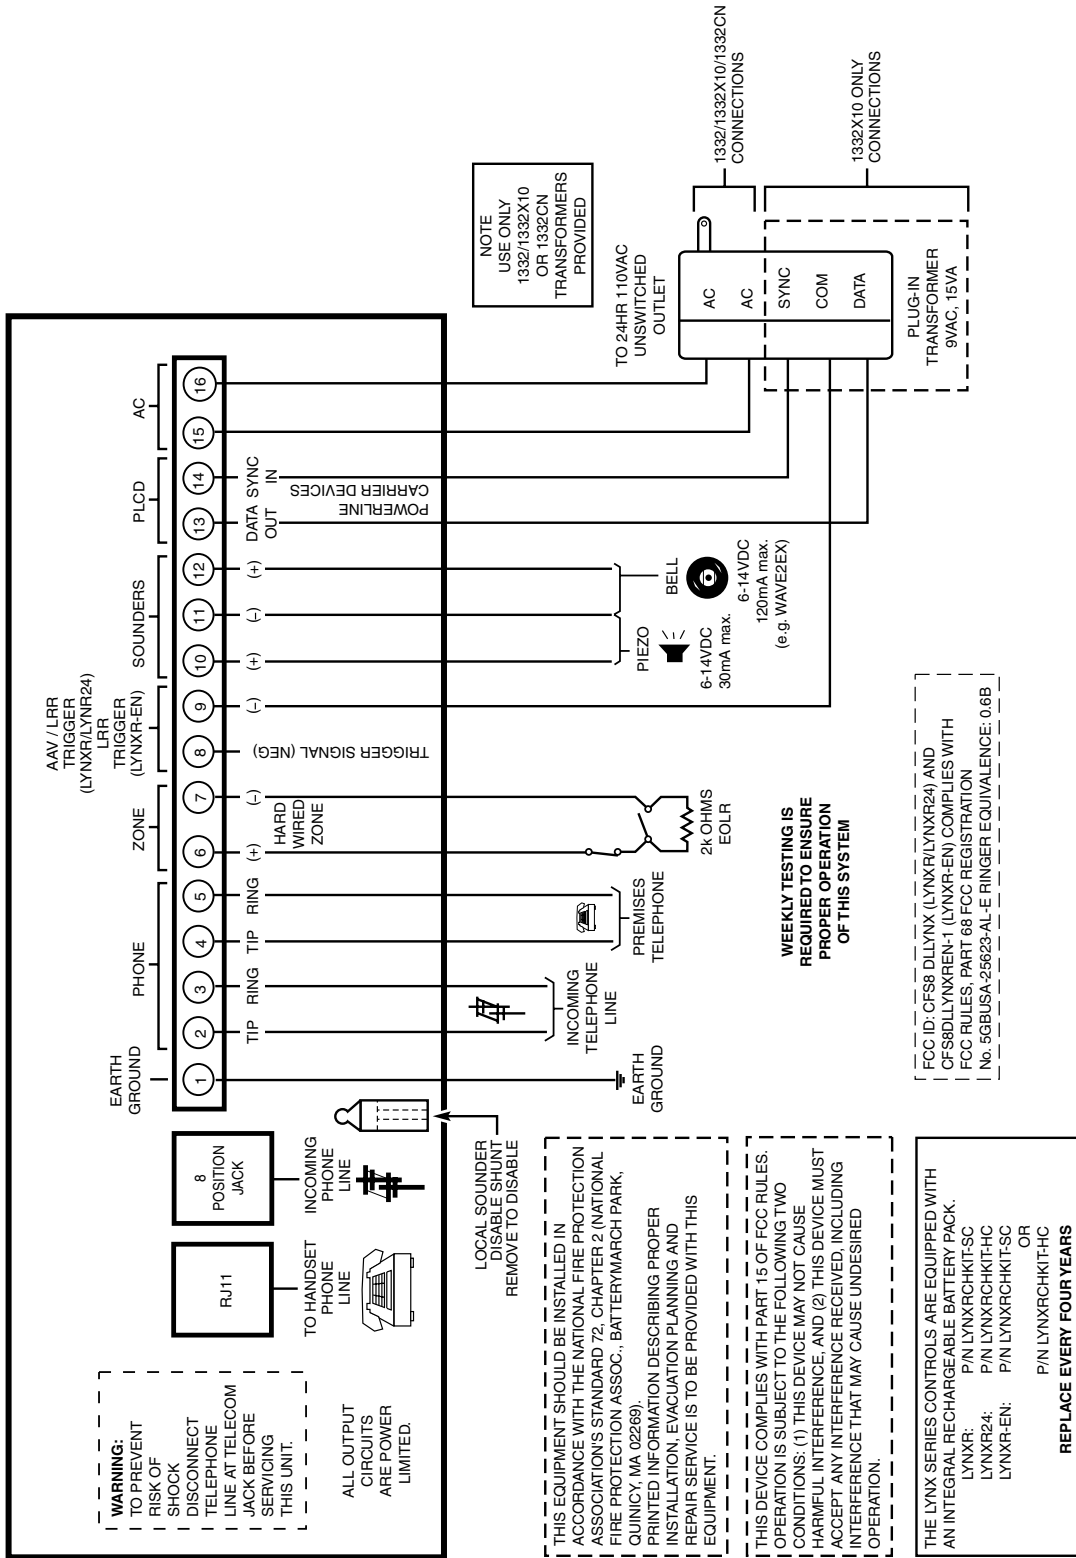 WARNING:
TO PREVENT
RISK OF
SHOCK
DISCONNECT
TELEPHONE
LINE AT TELECOM
JACK BEFORE
SERVICING
THIS UNIT.
ALL OUTPUT
CIRCUITS
ARE POWER
LIMITED.
RJ11
TO HANDSET
PHONE
LINE
8
POSITION
JACK
INCOMING
PHONE
LINE
LOCAL SOUNDER
DISABLE SHUNT
REMOVE TO DISABLE
EARTH
GROUND
PHONE
ZONE
AAV / LRR
TRIGGER
(LYNXR/LYNR24)
LRR
TRIGGER
(LYNXR-EN)
SOUNDERS
PLCD
AC
1
2
3
4
5
6
7
8
9
10
11
12
13
14
15
16
TIP
RING
TIP
RING
(+)
HARD
WIRED
ZONE
(–)
TRIGGER SIGNAL (NEG)
(–)
(+)
(–)
(+)
DATA
OUT
SYNC
IN
POWERLINE
CARRIER DEVICES
EARTH
GROUND
INCOMING
TELEPHONE
LINE
PREMISES
TELEPHONE
2k OHMS
EOLR
PIEZO
6-14VDC
30mA max.
BELL
6-14VDC
120mA max.
(e.g. WAVE2EX)
NOTE
USE ONLY
1332/1332X10
OR 1332CN
TRANSFORMERS
PROVIDED
TO 24HR 110VAC
UNSWITCHED
OUTLET
AC
AC
SYNC
COM
DATA
PLUG-IN
TRANSFORMER
9VAC, 15VA
1332/1332X10/1332CN
CONNECTIONS
1332X10 ONLY
CONNECTIONS
WEEKLY TESTING IS
REQUIRED TO ENSURE
PROPER OPERATION
OF THIS SYSTEM
THIS EQUIPMENT SHOULD BE INSTALLED IN
ACCORDANCE WITH THE NATIONAL FIRE PROTECTION
ASSOCIATION'S STANDARD 72, CHAPTER 2 (NATIONAL
FIRE PROTECTION ASSOC., BATTERYMARCH PARK,
QUINICY, MA 02269).
PRINTED INFORMATION DESCRIBING PROPER
INSTALLATION, EVACUATION PLANNING AND
REPAIR SERVICE IS TO BE PROVIDED WITH THIS
EQUIPMENT.
THIS DEVICE COMPLIES WITH PART 15 OF FCC RULES.
OPERATION IS SUBJECT TO THE FOLLOWING TWO
CONDITIONS: (1) THIS DEVICE MAY NOT CAUSE
HARMFUL INTERFERENCE, AND (2) THIS DEVICE MUST
ACCEPT ANY INTERFERENCE RECEIVED, INCLUDING
INTERFERENCE THAT MAY CAUSE UNDESIRED
OPERATION.
THE LYNX SERIES CONTROLS ARE EQUIPPED WITH
AN INTEGRAL RECHARGEABLE BATTERY PACK.
LYNXR: P/N LYNXRCHKIT-SC
LYNXR24: P/N LYNXRCHKIT-HC
LYNXR-EN: P/N LYNXRCHKIT-SC
OR
P/N LYNXRCHKIT-HC
REPLACE EVERY FOUR YEARS
FCC ID: CFS8 DLLYNX (LYNXR/LYNXR24) AND
CFS8DLLYNXREN-1 (LYNXR-EN) COMPLIES WITH
FCC RULES, PART 68 FCC REGISTRATION
No. 5GBUSA-25623-AL-E RINGER EQUIVALENCE: 0.6B